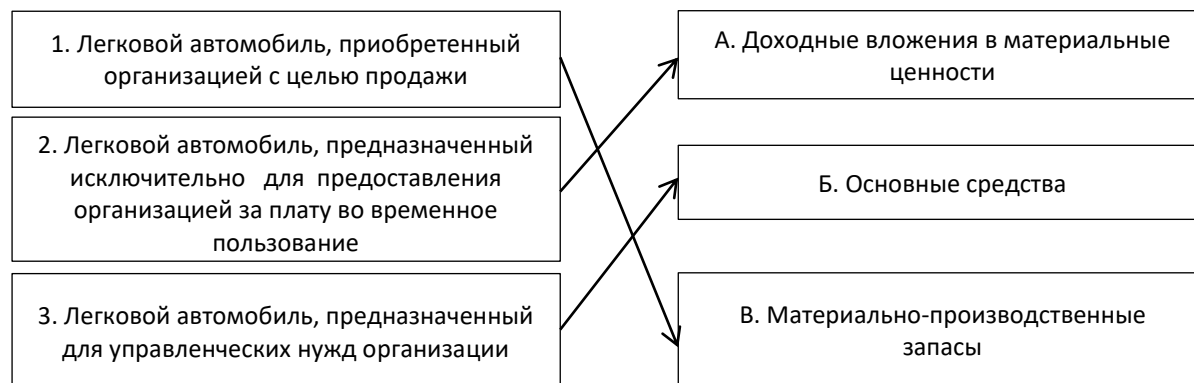 1. Легковой автомобиль, приобретенный
организацией с целью продажи
2. Легковой автомобиль, предназначенный
исключительно для предоставления
организацией за плату во временное
пользование
3. Легковой автомобиль, предназначенный
для управленческих нужд организации
А. Доходные вложения в материальные
ценности
Б. Основные средства
В. Материально-производственные
запасы